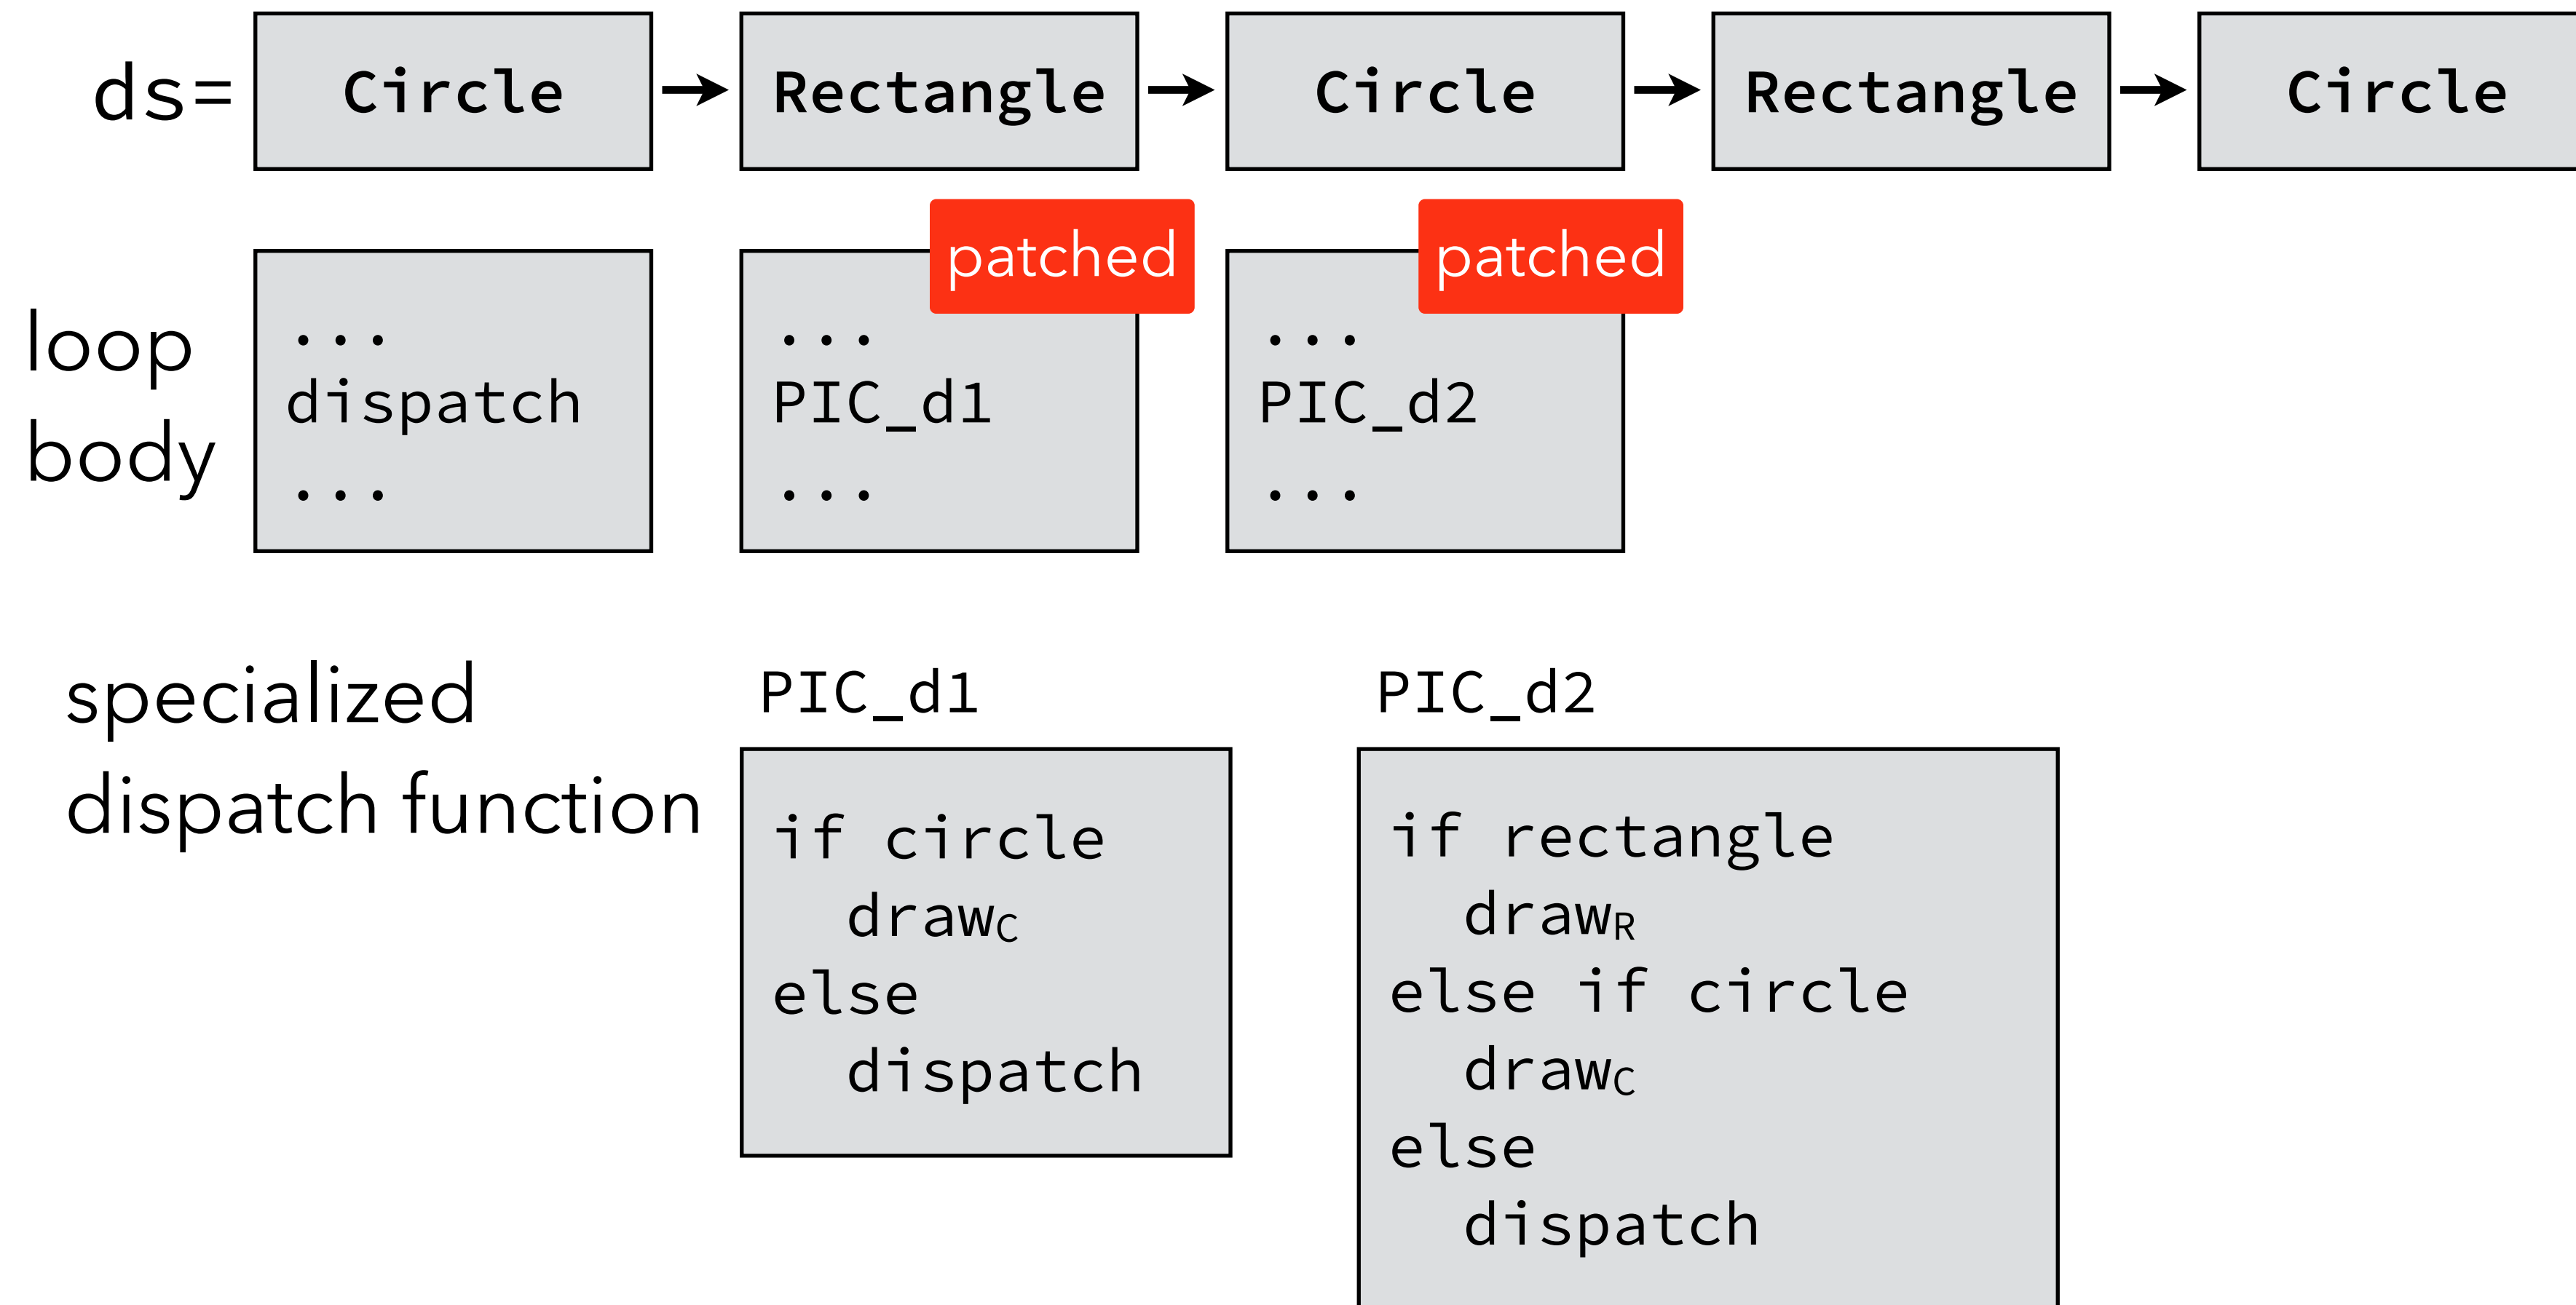 ds= Circle Rectangle Circle Rectangle Circle
patched patched
loop
body
...
dispatch
...
...
PIC_d1
...
...
PIC_d2
...
specialized
dispatch function
PIC_d1
if circle
drawC
else
dispatch
PIC_d2
if rectangle
drawR
else if circle
drawC
else
dispatch